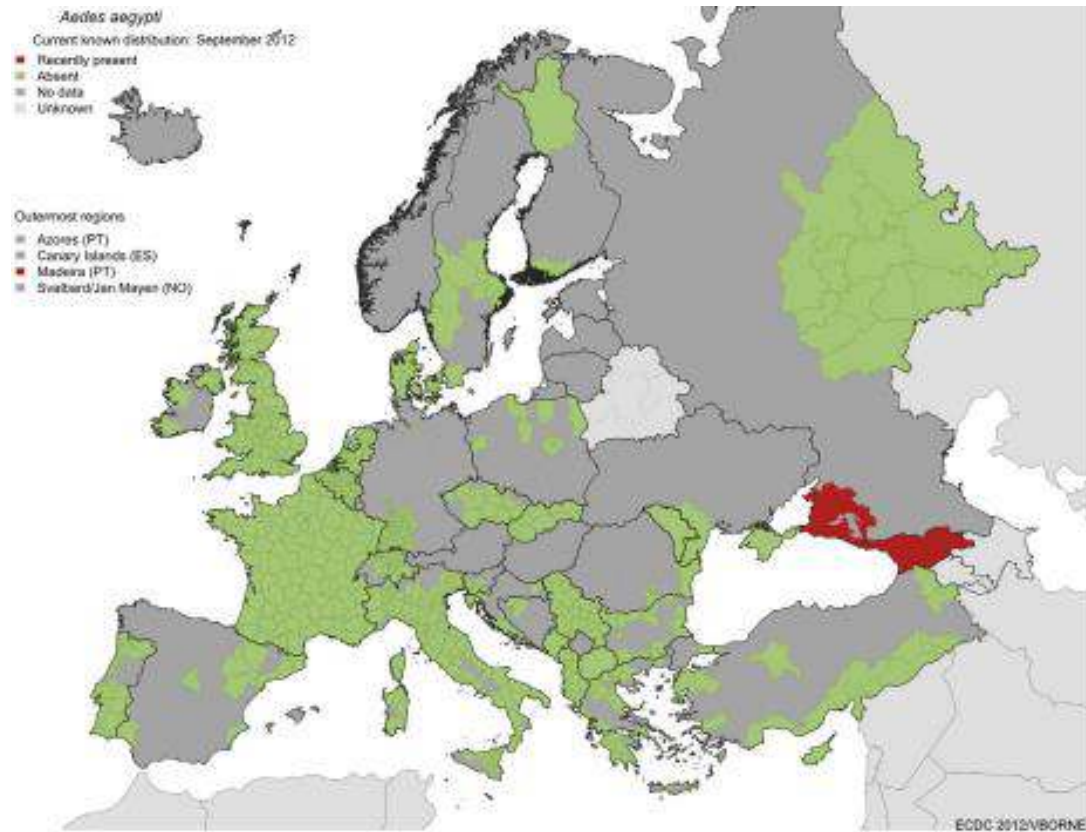 Aedes aegypti
Current known distribution: September 2012
Recently present
Absent
No data
Unknown
Outermost regions
Azores (PT)
Canary Islands (ES)
Madeira (PT)
Svalbard/Jan Mayen (NO)
ECDC 2012/VBORNE